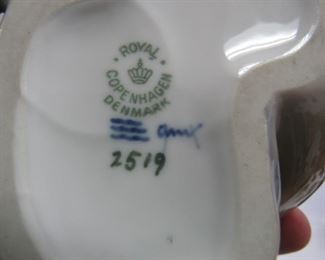 ROYAL
COPENHAGEN
DENMARK
2519